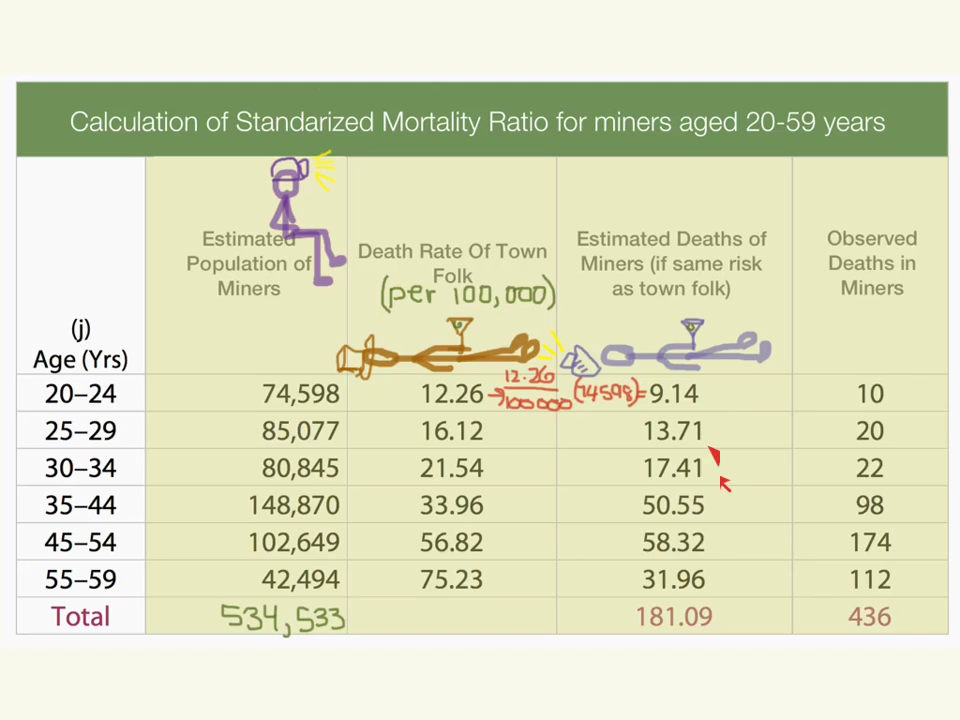 Calculation of Standarized Mortality Ratio for miners aged 20-59 years
(j)
Age (Yrs)
Estimated
Population of
Miners
Death Rate Of Town
Folk
(per 100,000)
Estimated Deaths of
Miners (if same risk
as town folk)
Observed
Deaths in
Miners
20–24 74,598 12.26 → 12.26 / 100000 (74598) = 9.14 10
25–29 85,077 16.12 13.71 20
30–34 80,845 21.54 17.41 22
35–44 148,870 33.96 50.55 98
45–54 102,649 56.82 58.32 174
55–59 42,494 75.23 31.96 112
Total 534,533 181.09 436